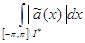 ∫_{[-π,π] I*} |ã(x)| dx